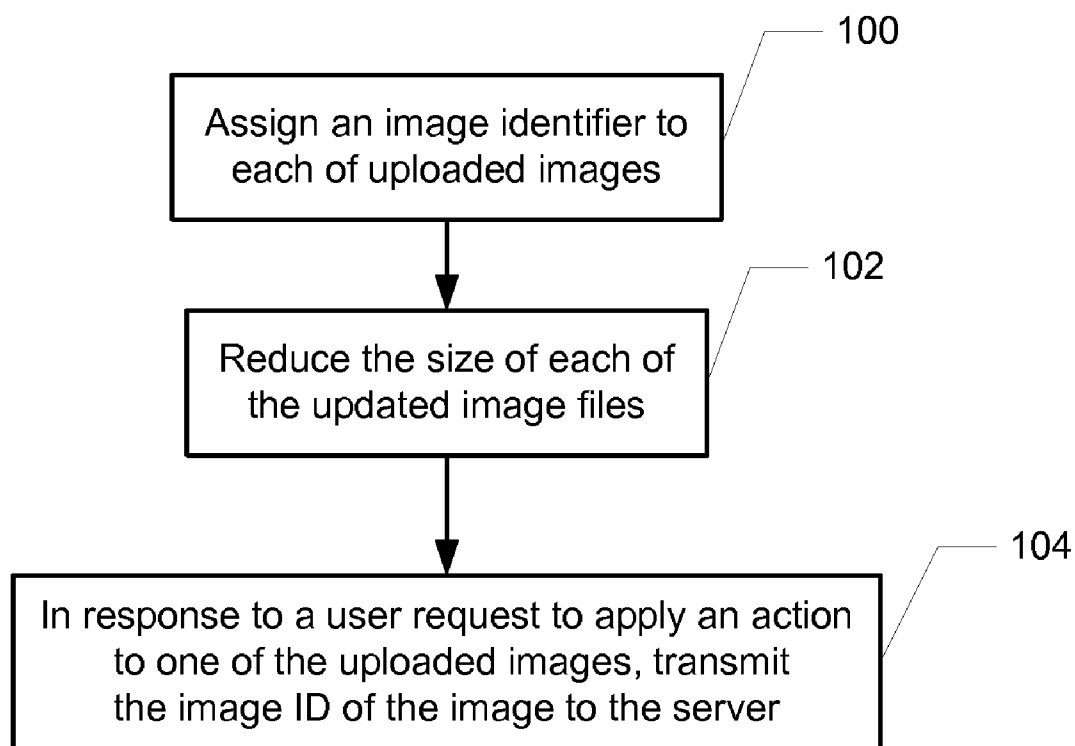 100
Assign an image identifier to
each of uploaded images
102
Reduce the size of each of
the updated image files
104
In response to a user request to apply an action
to one of the uploaded images, transmit
the image ID of the image to the server